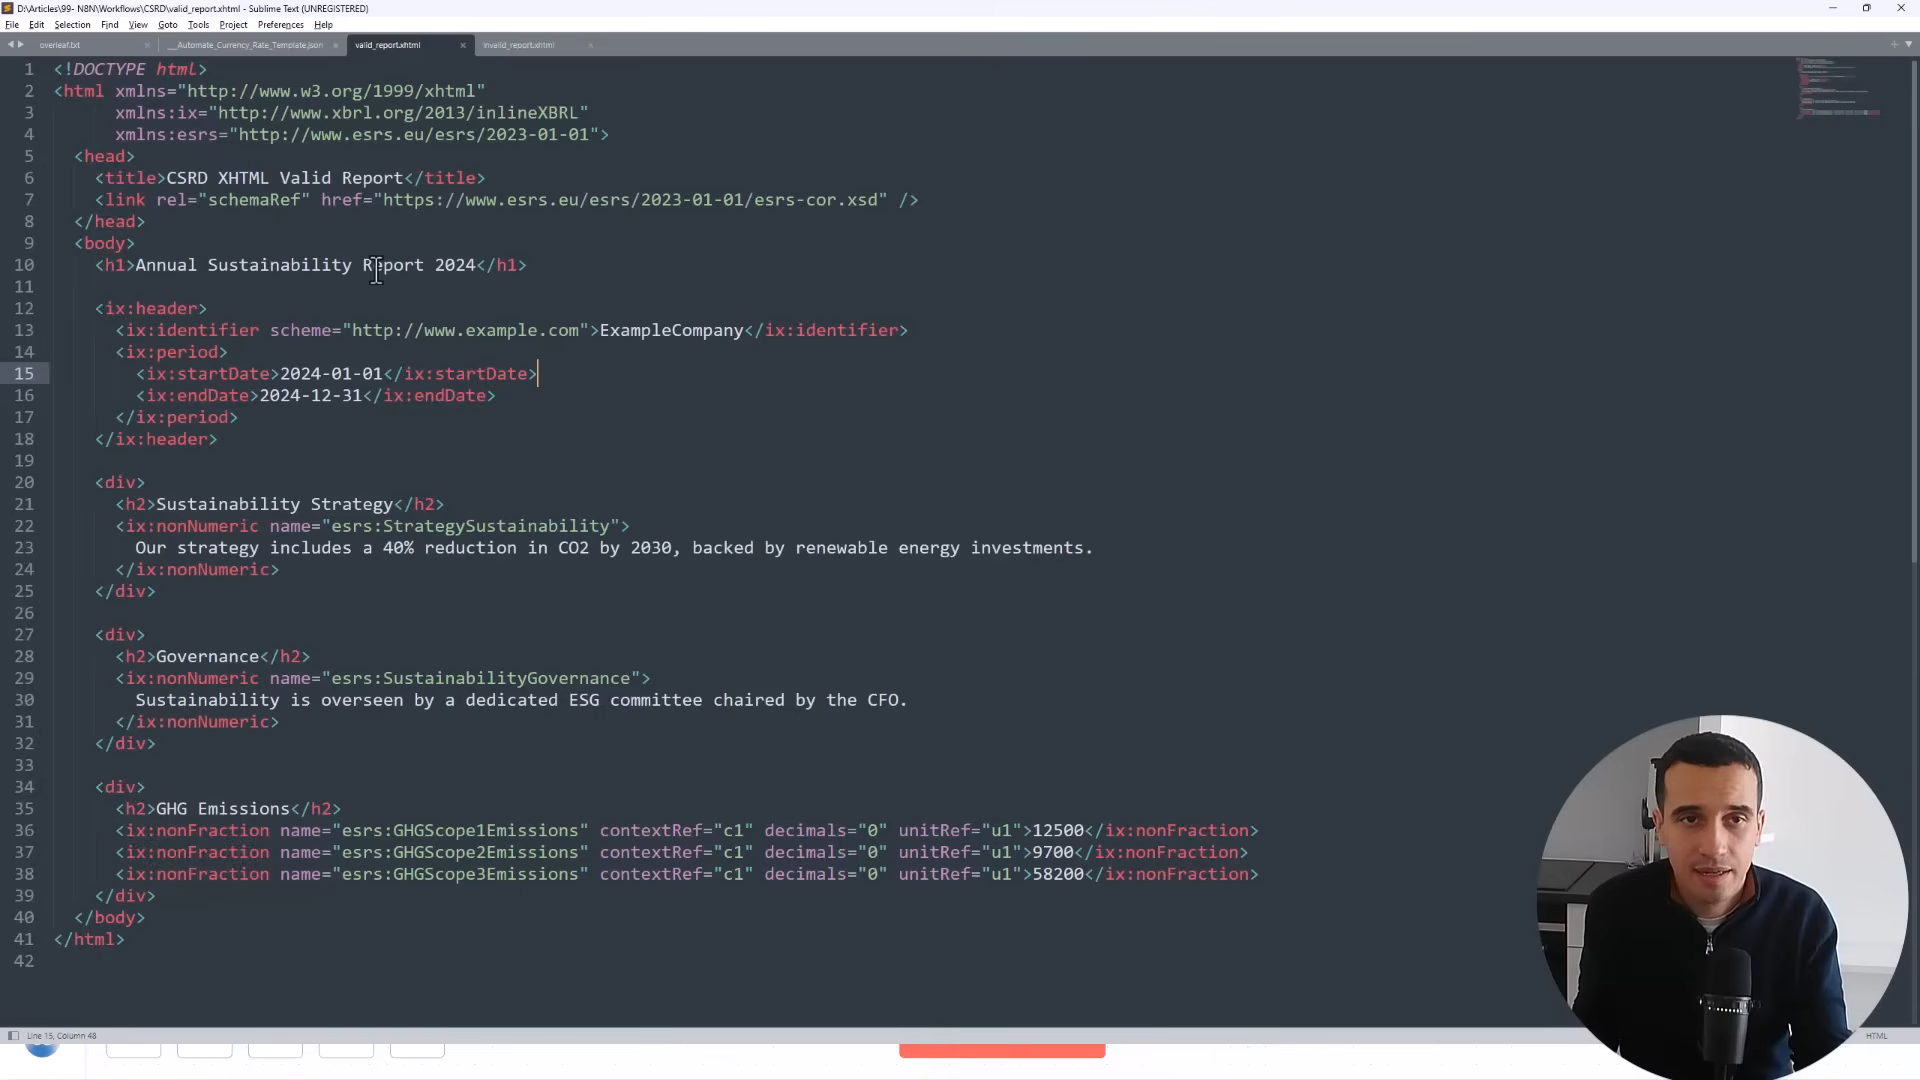 D:\Articles\99- N8N\Workflows\CSRD\valid_report.xhtml - Sublime Text (UNREGISTERED)
File Edit Selection Find View Goto Tools Project Preferences Help
overleaf.txt __Automate_Currency_Rate_Template.json valid_report.xhtml invalid_report.xhtml
1 <!DOCTYPE html>
2 <html xmlns="http://www.w3.org/1999/xhtml"
3 xmlns:ix="http://www.xbrl.org/2013/inlineXBRL"
4 xmlns:esrs="http://www.esrs.eu/esrs/2023-01-01">
5 <head>
6 <title>CSRD XHTML Valid Report</title>
7 <link rel="schemaRef" href="https://www.esrs.eu/esrs/2023-01-01/esrs-cor.xsd" />
8 </head>
9 <body>
10 <h1>Annual Sustainability Report 2024</h1>
11
12 <ix:header>
13 <ix:identifier scheme="http://www.example.com">ExampleCompany</ix:identifier>
14 <ix:period>
15 <ix:startDate>2024-01-01</ix:startDate>
16 <ix:endDate>2024-12-31</ix:endDate>
17 </ix:period>
18 </ix:header>
19
20 <div>
21 <h2>Sustainability Strategy</h2>
22 <ix:nonNumeric name="esrs:StrategySustainability">
23 Our strategy includes a 40% reduction in CO2 by 2030, backed by renewable energy investments.
24 </ix:nonNumeric>
25 </div>
26
27 <div>
28 <h2>Governance</h2>
29 <ix:nonNumeric name="esrs:SustainabilityGovernance">
30 Sustainability is overseen by a dedicated ESG committee chaired by the CFO.
31 </ix:nonNumeric>
32 </div>
33
34 <div>
35 <h2>GHG Emissions</h2>
36 <ix:nonFraction name="esrs:GHGScope1Emissions" contextRef="c1" decimals="0" unitRef="u1">12500</ix:nonFraction>
37 <ix:nonFraction name="esrs:GHGScope2Emissions" contextRef="c1" decimals="0" unitRef="u1">9700</ix:nonFraction>
38 <ix:nonFraction name="esrs:GHGScope3Emissions" contextRef="c1" decimals="0" unitRef="u1">58200</ix:nonFraction>
39 </div>
40 </body>
41 </html>
42
Line 15, Column 48 HTML